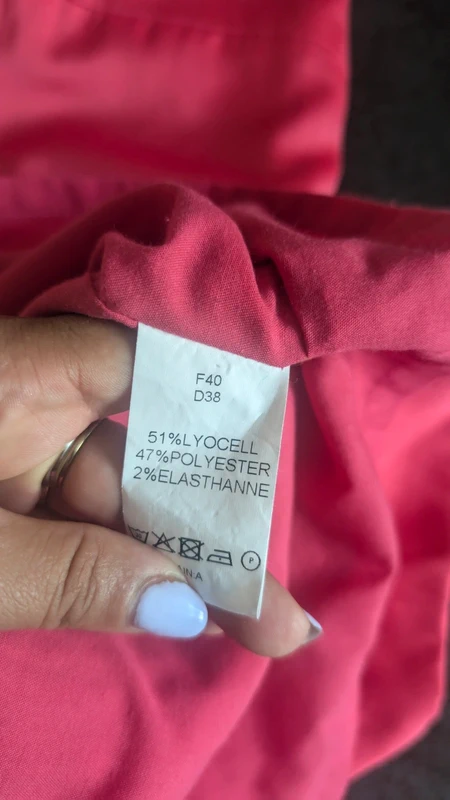 F40
D38
51%LYOCELL
47%POLYESTER
2%ELASTHANNE
P